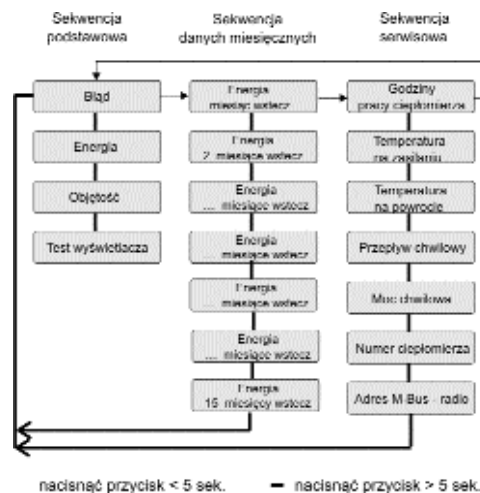 Sekwencja
podstawowa
Sekwencja
danych miesięcznych
Sekwencja
serwisowa
Błąd
Energia
Objętość
Test wyświetlacza
Energia
miesiąc wstecz
Energia
2 miesiące wstecz
Energia
.... miesiące wstecz
Energia
.... miesiące wstecz
Energia
.... miesiące wstecz
Energia
.... miesiące wstecz
Energia
15 miesięcy wstecz
Godziny
pracy ciepłomierza
Temperatura
na zasilaniu
Temperatura
na powrocie
Przepływ chwilowy
Moc chwilowa
Numer ciepłomierza
Adres M-Bus - radio
nacisnąć przycisk < 5 sek.
nacisnąć przycisk > 5 sek.